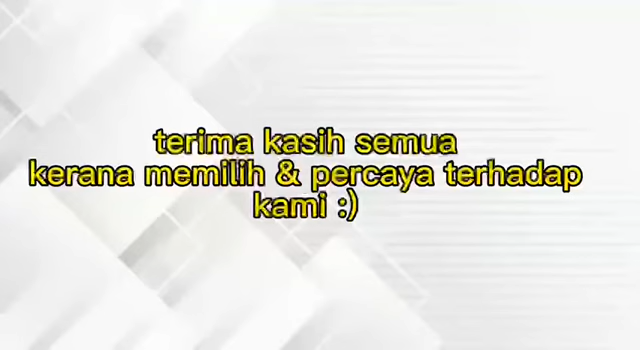 terima kasih semua
kerana memilih & percaya terhadap
kami :)